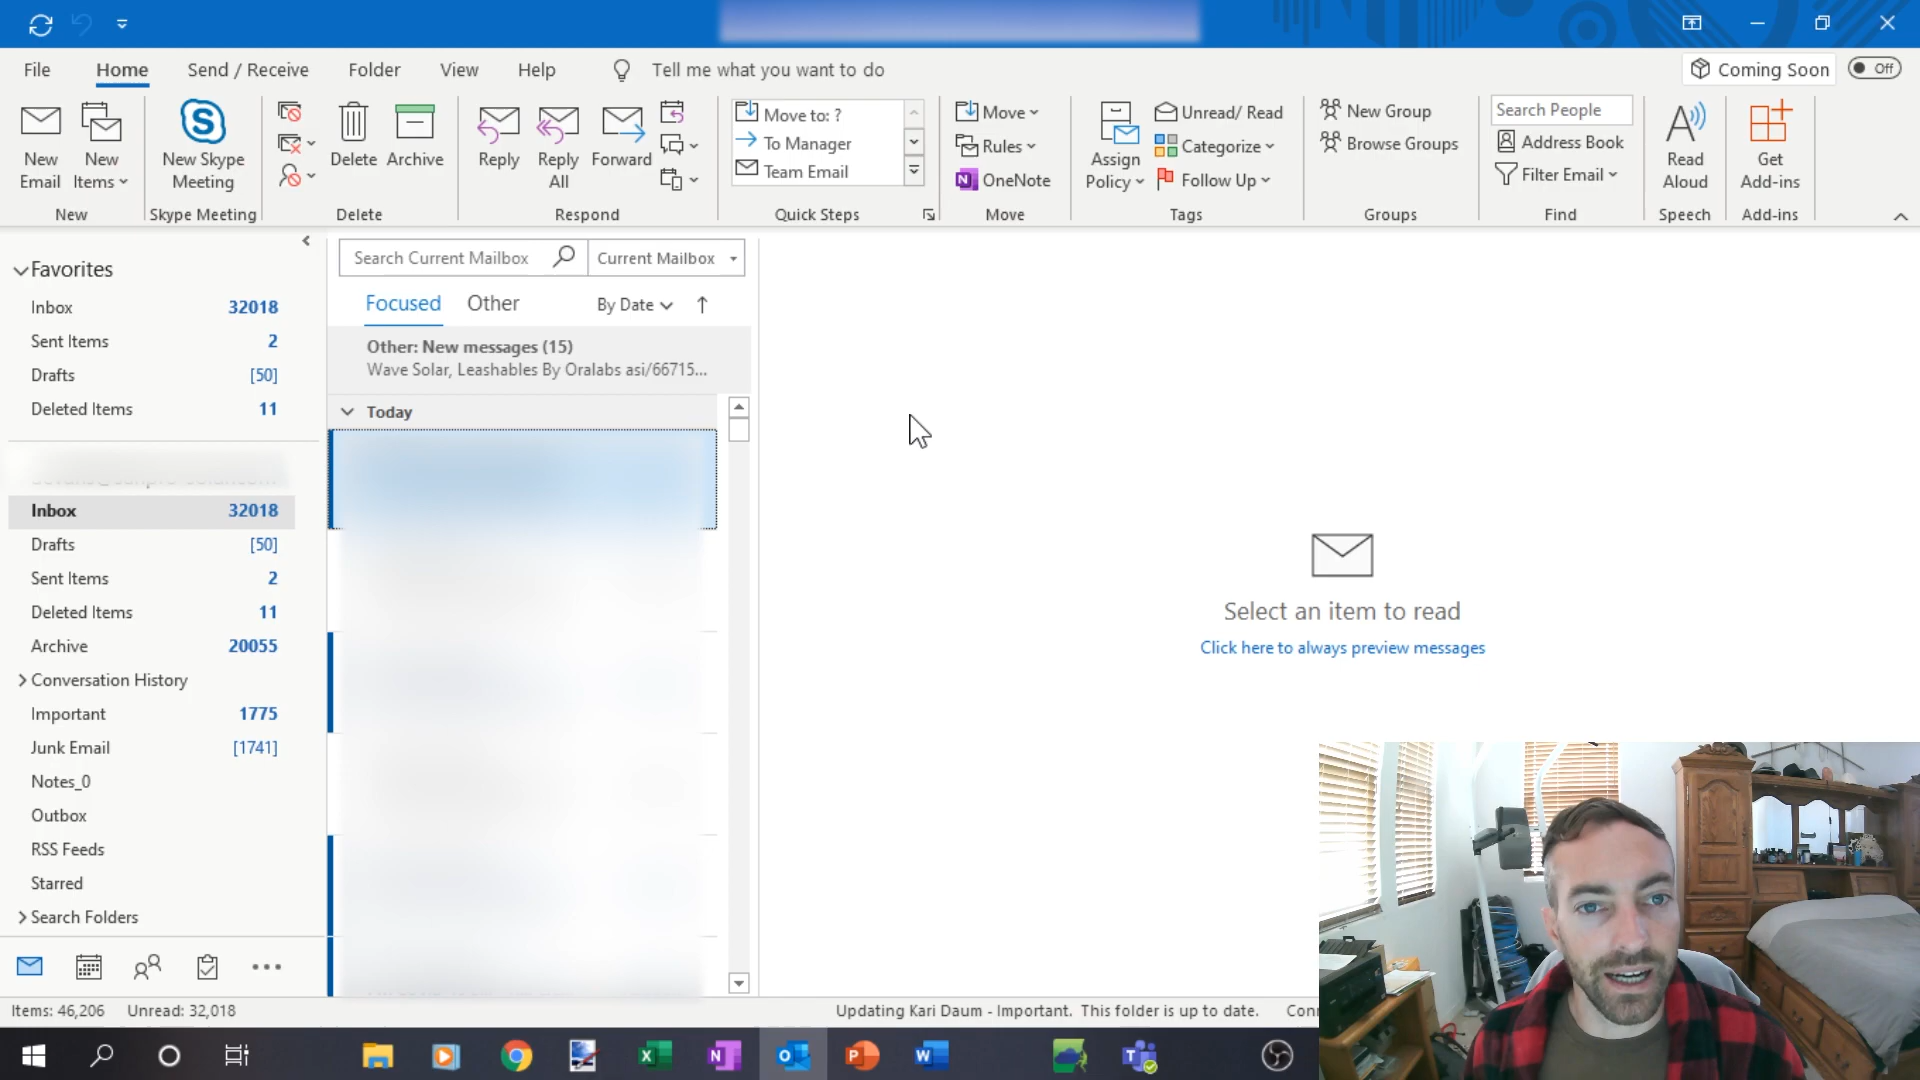 File Home Send / Receive Folder View Help Tell me what you want to do Coming Soon Off
New Email
New Items
New
New Skype Meeting
Skype Meeting
Delete
Archive
Delete
Reply
Reply All
Forward
Respond
Move to: ?
To Manager
Team Email
Quick Steps
Move
Rules
OneNote
Move
Assign Policy
Unread/ Read
Categorize
Follow Up
Tags
New Group
Browse Groups
Groups
Search People
Address Book
Filter Email
Find
Read Aloud
Speech
Get Add-ins
Add-ins
Favorites
Inbox 32018
Sent Items 2
Drafts [50]
Deleted Items 11
Inbox 32018
Drafts [50]
Sent Items 2
Deleted Items 11
Archive 20055
Conversation History
Important 1775
Junk Email [1741]
Notes_0
Outbox
RSS Feeds
Starred
Search Folders
Search Current Mailbox Current Mailbox
Focused Other By Date
Other: New messages (15)
Wave Solar, Leashables By Oralabs asi/66715...
Today
Select an item to read
Click here to always preview messages
Items: 46,206 Unread: 32,018 Updating Kari Daum - Important. This folder is up to date.